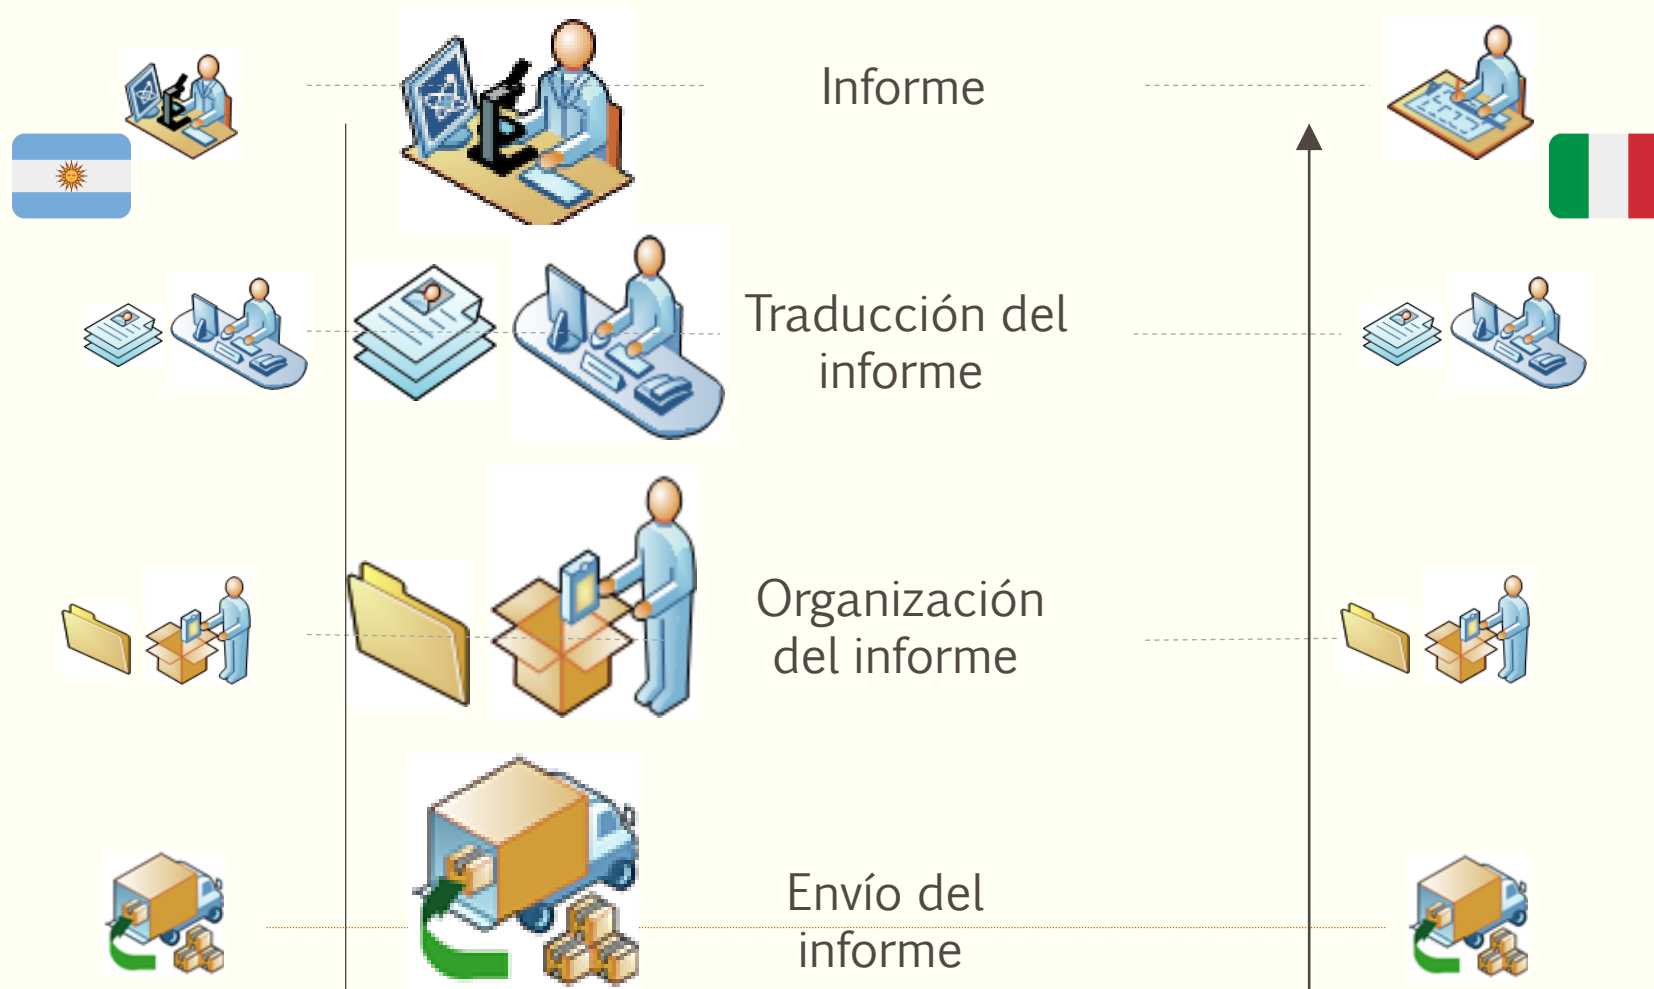 Informe
Traducción del
informe
Organización
del informe
Envío del
informe